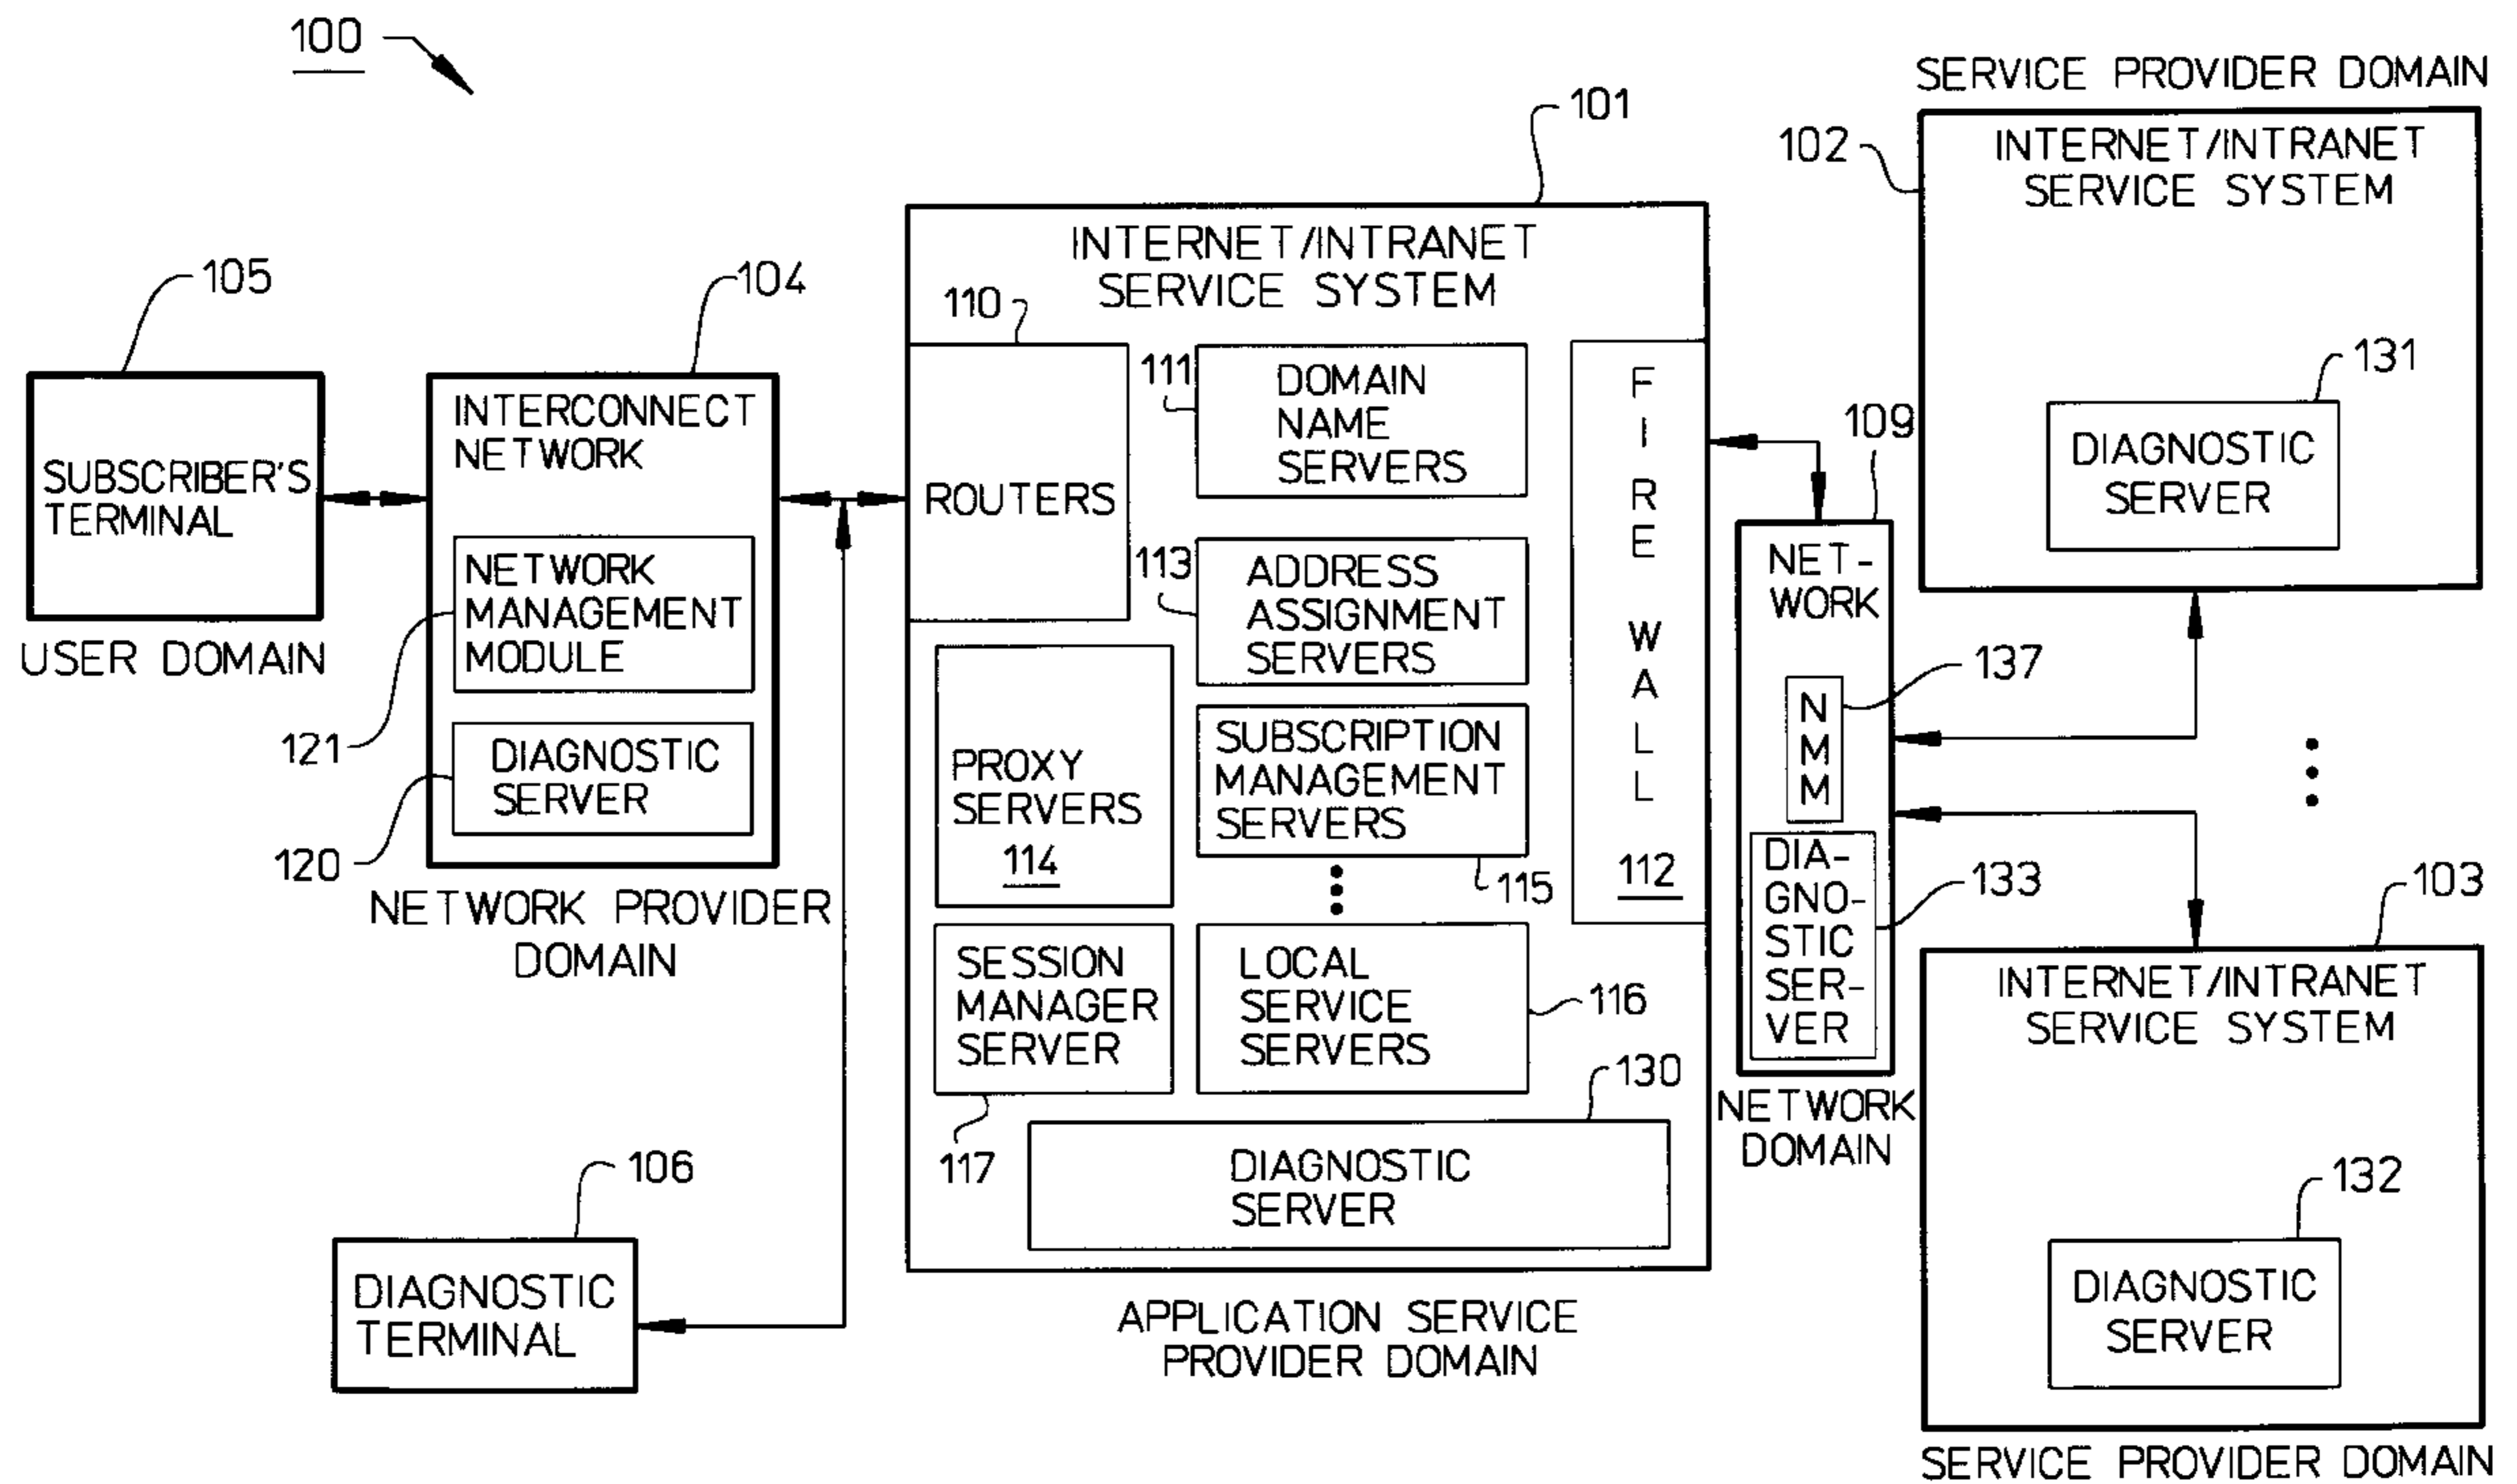 100
105
SUBSCRIBER'S
TERMINAL
USER DOMAIN
104
INTERCONNECT
NETWORK
NETWORK
MANAGEMENT
MODULE
121
DIAGNOSTIC
SERVER
120
NETWORK PROVIDER
DOMAIN
106
DIAGNOSTIC
TERMINAL
101
INTERNET/INTRANET
SERVICE SYSTEM
110
ROUTERS
111
DOMAIN
NAME
SERVERS
113
ADDRESS
ASSIGNMENT
SERVERS
PROXY
SERVERS
114
SUBSCRIPTION
MANAGEMENT
SERVERS
115
FIRE WALL
112
SESSION
MANAGER
SERVER
117
LOCAL
SERVICE
SERVERS
116
130
DIAGNOSTIC
SERVER
APPLICATION SERVICE
PROVIDER DOMAIN
109
NET-
WORK
137
NMM
DIA-
GNO-
STIC
SER-
VER
133
NETWORK
DOMAIN
SERVICE PROVIDER DOMAIN
102
INTERNET/INTRANET
SERVICE SYSTEM
131
DIAGNOSTIC
SERVER
103
INTERNET/INTRANET
SERVICE SYSTEM
132
DIAGNOSTIC
SERVER
SERVICE PROVIDER DOMAIN